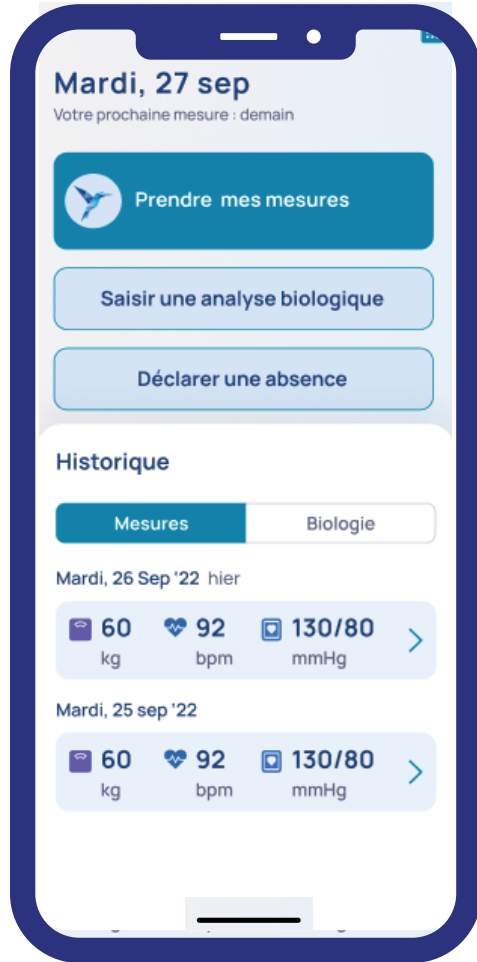 Mardi, 27 sep
Votre prochaine mesure : demain
Prendre mes mesures
Saisir une analyse biologique
Déclarer une absence
Historique
Mesures Biologie
Mardi, 26 Sep ‘22 hier
60 92 130/80
kg bpm mmHg
Mardi, 25 sep ‘22
60 92 130/80
kg bpm mmHg